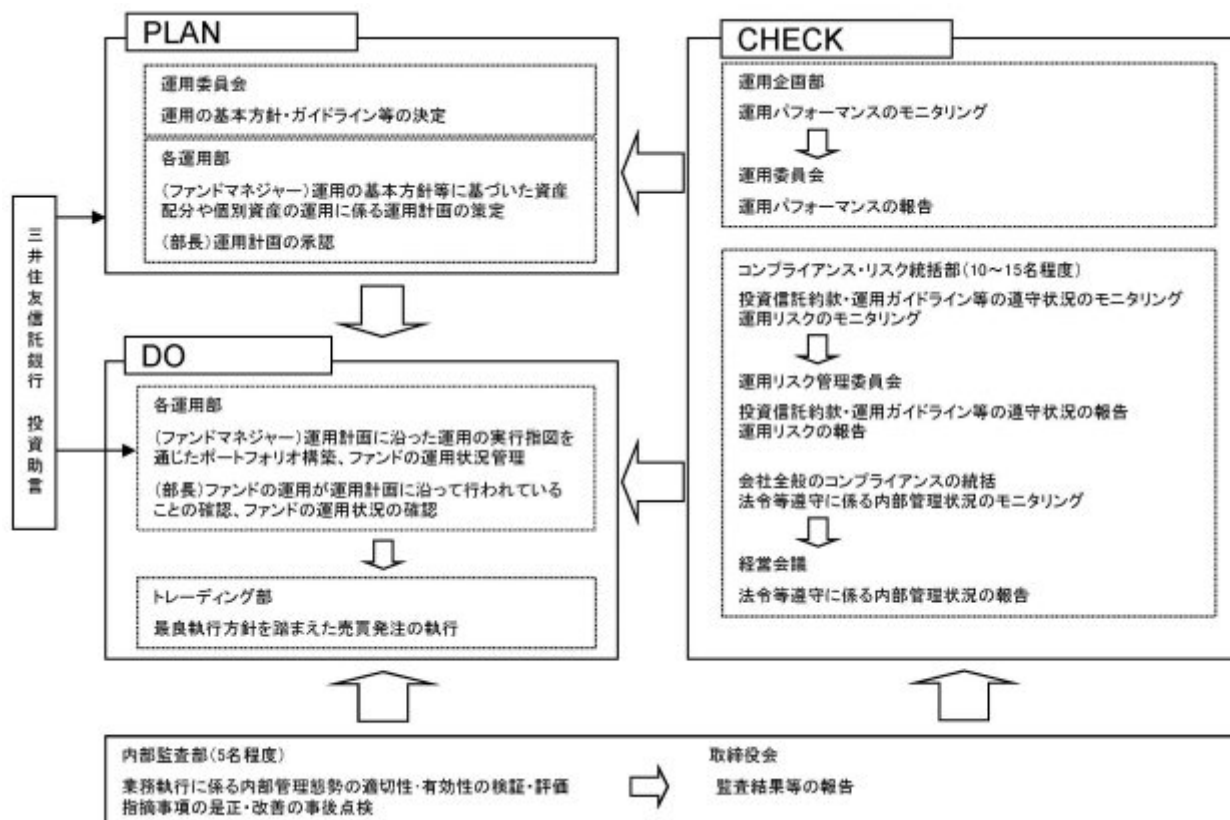 PLAN
運用委員会
運用の基本方針・ガイドライン等の決定
各運用部
(ファンドマネジャー)運用の基本方針等に基づいた資産
配分や個別資産の運用に係る運用計画の策定
(部長)運用計画の承認
三井住友信託銀行 投資助言
DO
各運用部
(ファンドマネジャー)運用計画に沿った運用の実行指図を
通じたポートフォリオ構築、ファンドの運用状況管理
(部長)ファンドの運用が運用計画に沿って行われている
ことの確認、ファンドの運用状況の確認
トレーディング部
最良執行方針を踏まえた売買発注の執行
CHECK
運用企画部
運用パフォーマンスのモニタリング
運用委員会
運用パフォーマンスの報告
コンプライアンス・リスク統括部(10~15名程度)
投資信託約款・運用ガイドライン等の遵守状況のモニタリング
運用リスクのモニタリング
運用リスク管理委員会
投資信託約款・運用ガイドライン等の遵守状況の報告
運用リスクの報告
会社全般のコンプライアンスの統括
法令等遵守に係る内部管理状況のモニタリング
経営会議
法令等遵守に係る内部管理状況の報告
内部監査部(5名程度)
業務執行に係る内部管理態勢の適切性・有効性の検証・評価
指摘事項の是正・改善の事後点検
取締役会
監査結果等の報告